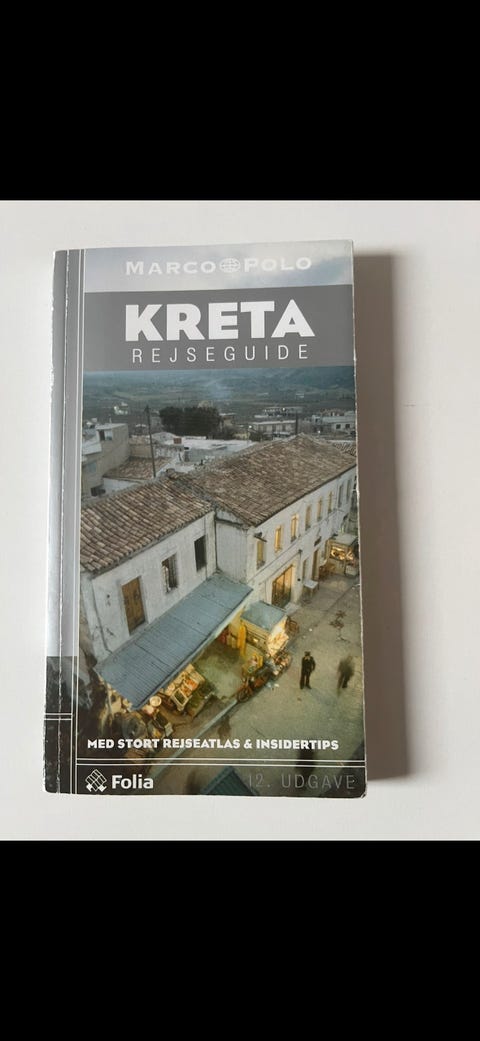 MARCO POLO
KRETA
REJSEGUIDE
MED STORT REJSEATLAS & INSIDERTIPS
Folia
12. UDGAVE